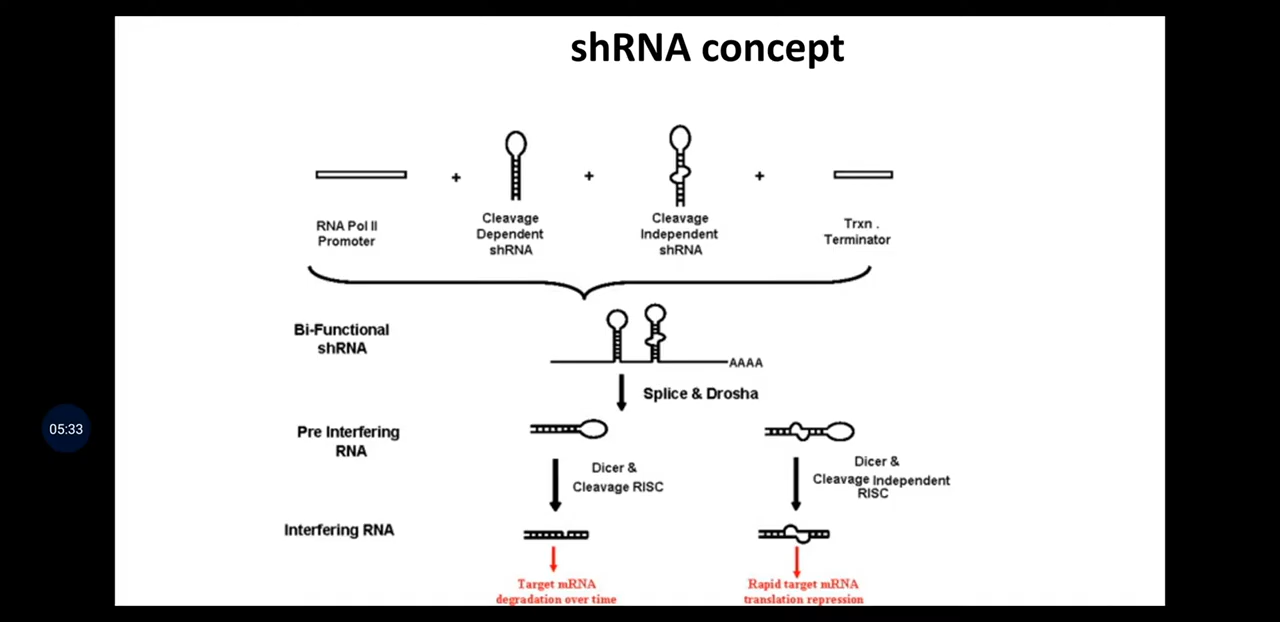 shRNA concept
+
+
+
RNA Pol II
Promoter
Cleavage
Dependent
shRNA
Cleavage
Independent
shRNA
Trxn .
Terminator
Bi-Functional
shRNA
AAAA
Splice & Drosha
05:33
Pre Interfering
RNA
Dicer &
Cleavage RISC
Dicer &
Cleavage Independent
RISC
Interfering RNA
Target mRNA
degradation over time
Rapid target mRNA
translation repression